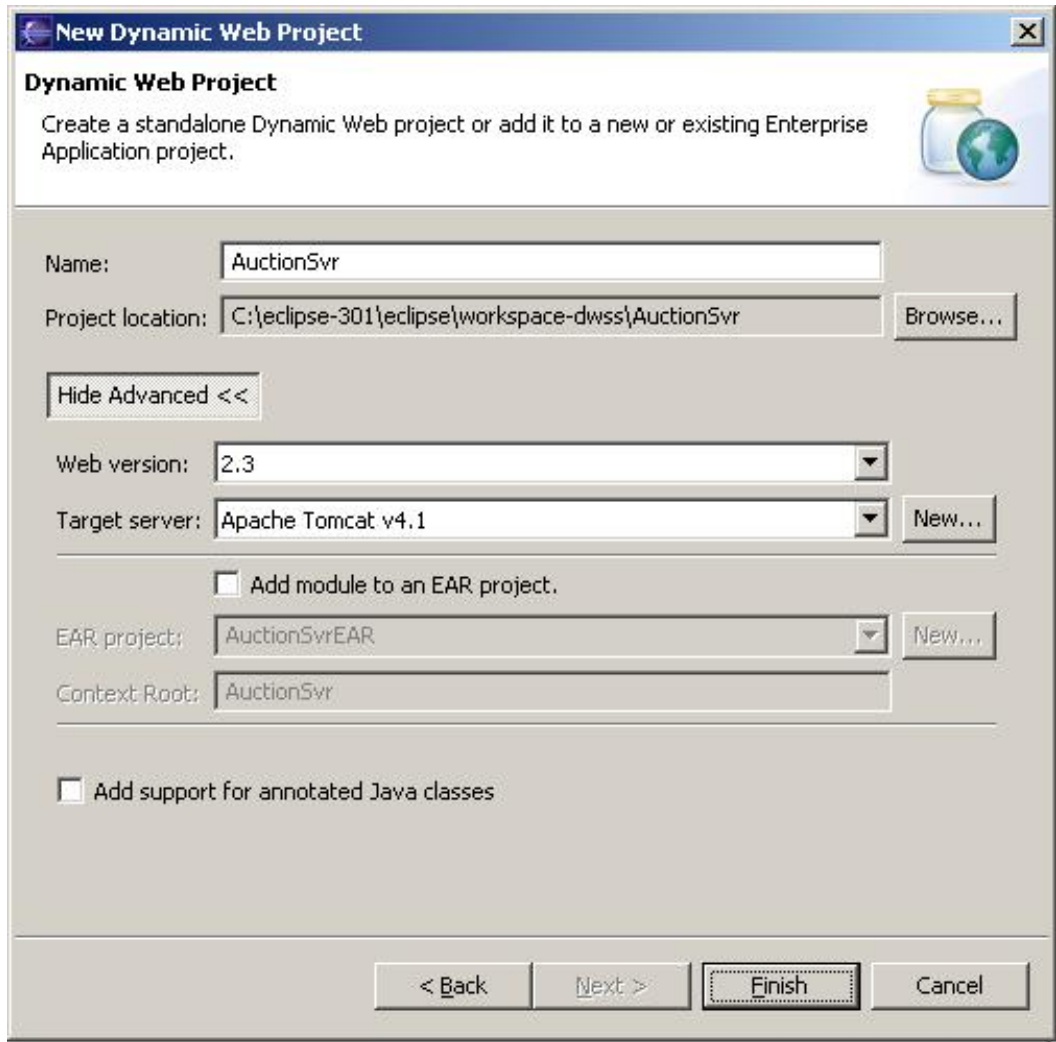 New Dynamic Web Project
Dynamic Web Project
Create a standalone Dynamic Web project or add it to a new or existing Enterprise
Application project.
Name: AuctionSvr
Project location: C:\eclipse-301\eclipse\workspace-dwss\AuctionSvr Browse...
Hide Advanced <<
Web version: 2.3
Target server: Apache Tomcat v4.1 New...
Add module to an EAR project.
EAR project: AuctionSvrEAR New...
Context Root: AuctionSvr
Add support for annotated Java classes
< Back Next > Finish Cancel